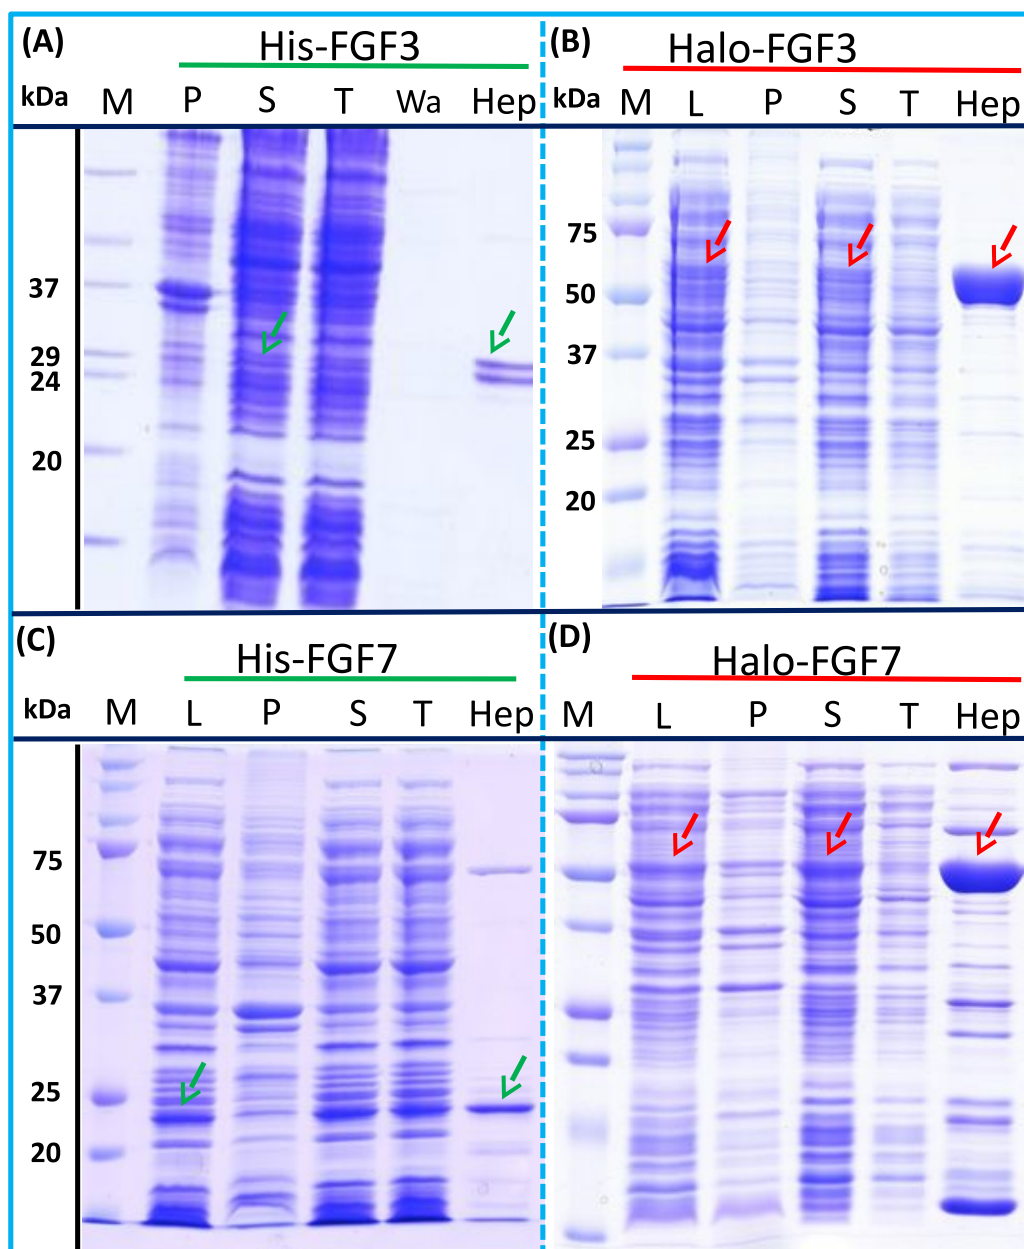 (A) His-FGF3
kDa M P S T Wa Hep
37
29
24
20
(B) Halo-FGF3
kDa M L P S T Hep
75
50
37
25
20
(C) His-FGF7
kDa M L P S T Hep
75
50
37
25
20
(D) Halo-FGF7
M L P S T Hep